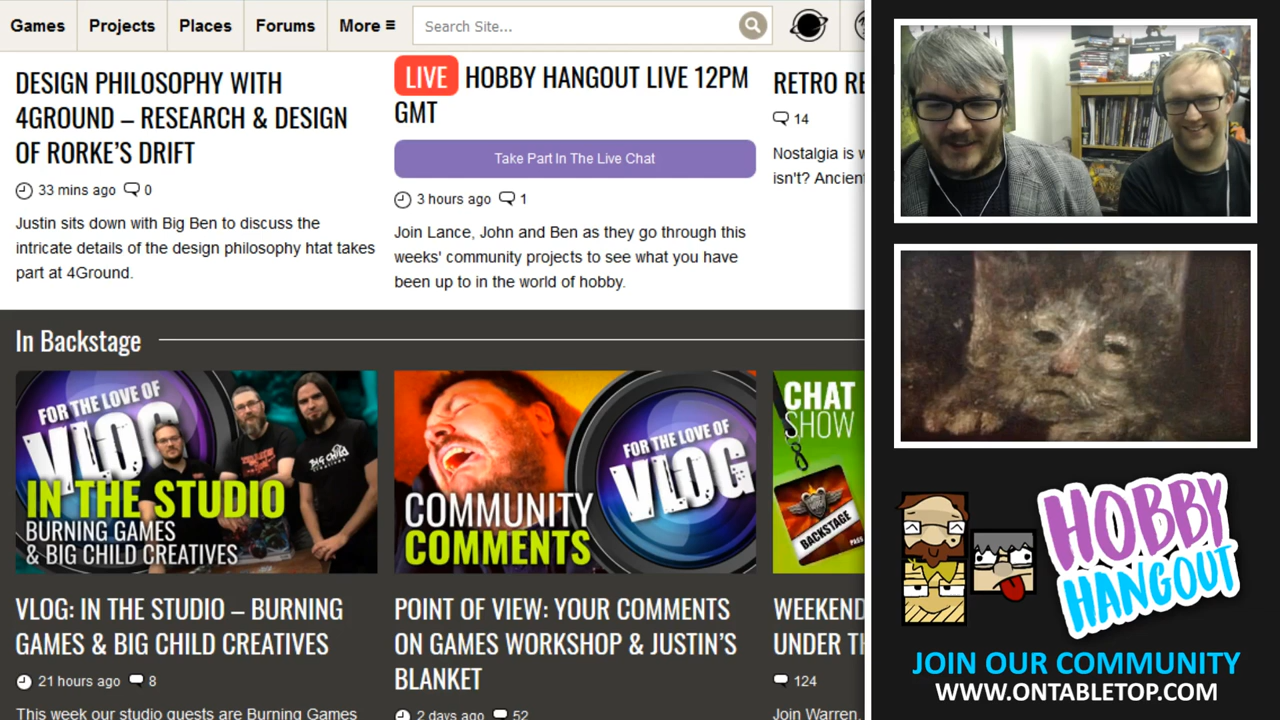 Games
Projects
Places
Forums
More ≡
Search Site...
DESIGN PHILOSOPHY WITH
4GROUND – RESEARCH & DESIGN
OF RORKE'S DRIFT
33 mins ago 0
Justin sits down with Big Ben to discuss the
intricate details of the design philosophy htat takes
part at 4Ground.
LIVE HOBBY HANGOUT LIVE 12PM
GMT
Take Part In The Live Chat
3 hours ago 1
Join Lance, John and Ben as they go through this
weeks' community projects to see what you have
been up to in the world of hobby.
RETRO RE
14
Nostalgia is w
isn't? Ancien
In Backstage
FOR THE LOVE OF
VLOG
IN THE STUDIO
BURNING GAMES
& BIG CHILD CREATIVES
BIG CHILD
FOR THE LOVE OF
VLOG
COMMUNITY
COMMENTS
CHAT
SHOW
BACKSTAGE
PASS
VLOG: IN THE STUDIO – BURNING
GAMES & BIG CHILD CREATIVES
21 hours ago 8
This week our studio guests are Burning Games
POINT OF VIEW: YOUR COMMENTS
ON GAMES WORKSHOP & JUSTIN'S
BLANKET
2 days ago 52
WEEKEND
UNDER TH
124
Join Warren,
HOBBY
HANGOUT
JOIN OUR COMMUNITY
WWW.ONTABLETOP.COM